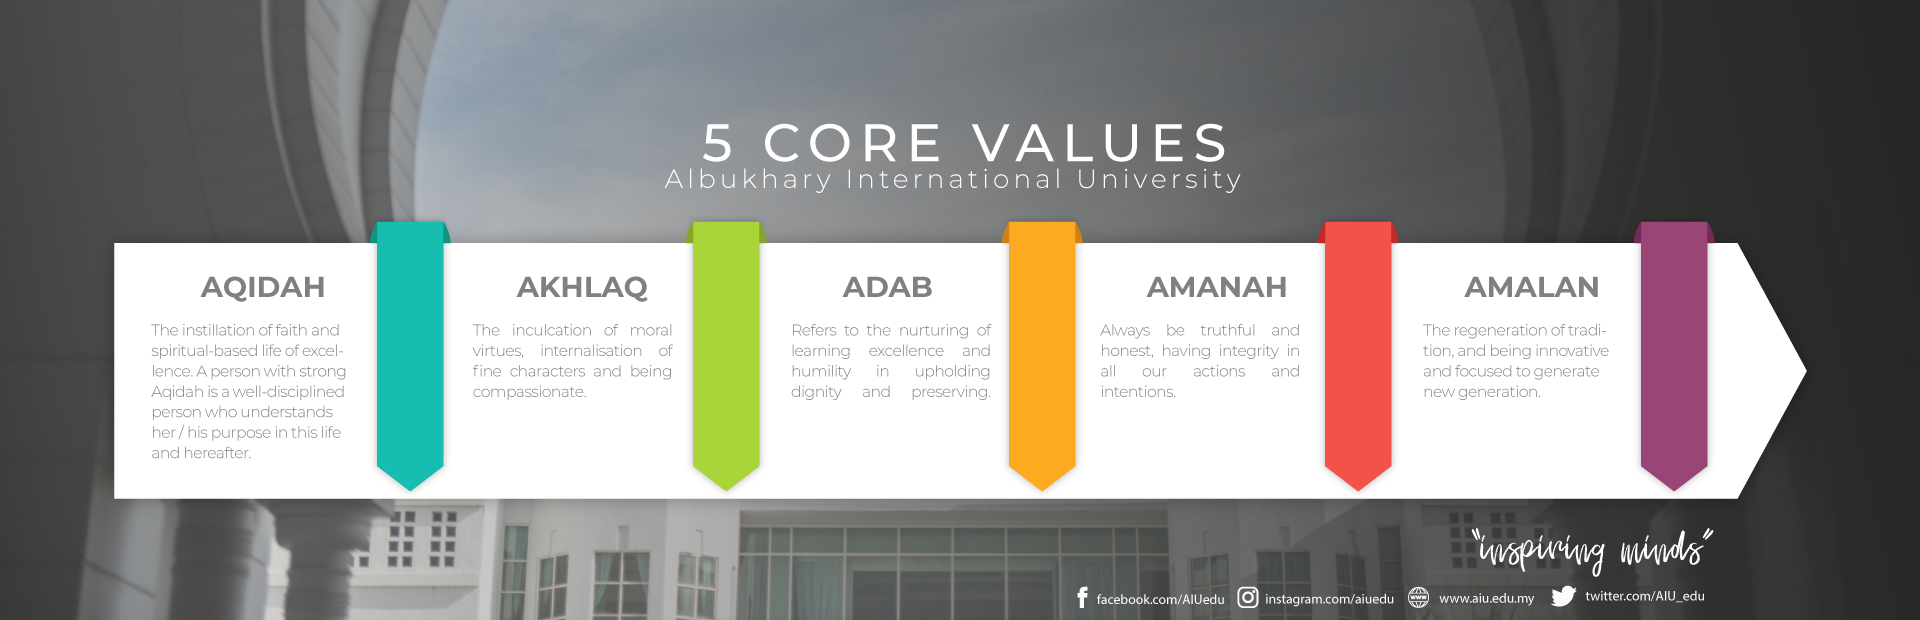 5 CORE VALUES
Albukhary International University
AQIDAH
The instillation of faith and
spiritual-based life of excel-
lence. A person with strong
Aqidah is a well-disciplined
person who understands
her / his purpose in this life
and hereafter.
AKHLAQ
The inculcation of moral
virtues, internalisation of
fine characters and being
compassionate.
ADAB
Refers to the nurturing of
learning excellence and
humility in upholding
dignity and preserving.
AMANAH
Always be truthful and
honest, having integrity in
all our actions and
intentions.
AMALAN
The regeneration of tradi-
tion, and being innovative
and focused to generate
new generation.
"inspiring minds"
facebook.com/AIUedu
instagram.com/aiuedu
www
www.aiu.edu.my
twitter.com/AIU_edu